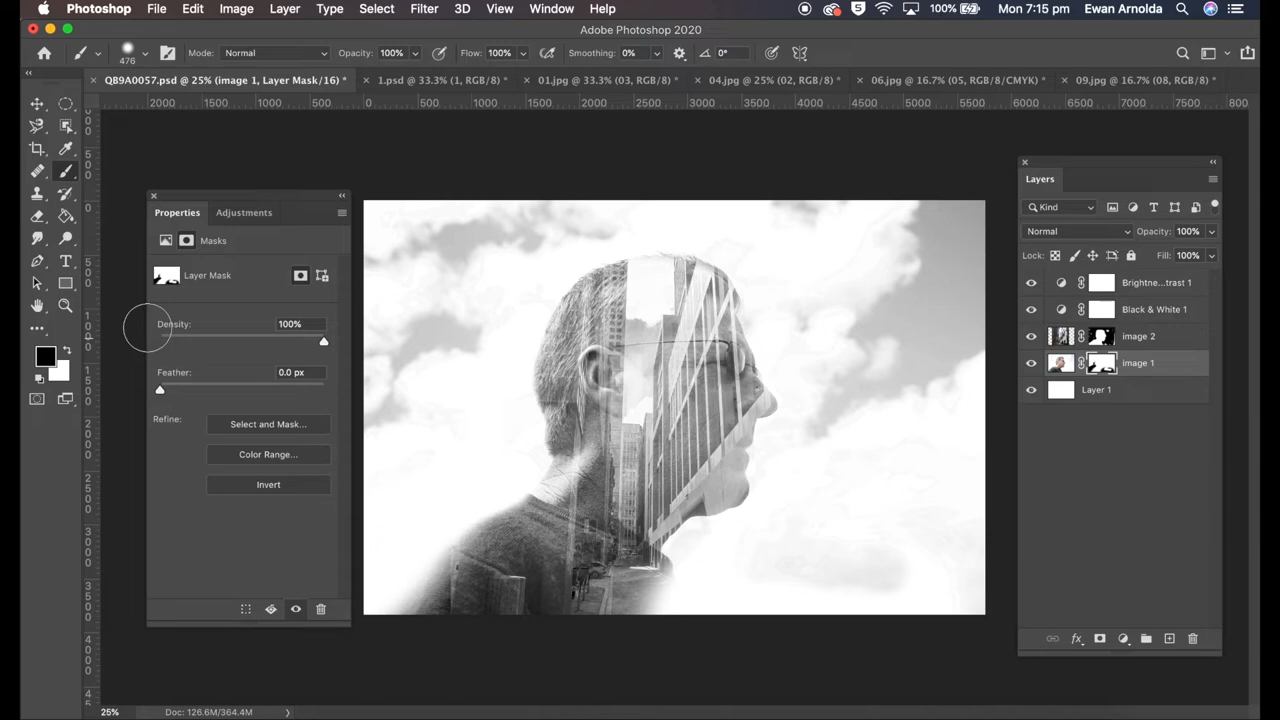 Photoshop File Edit Image Layer Type Select Filter 3D View Window Help 100% Mon 7:15 pm Ewan Arnolda
Adobe Photoshop 2020
476 Mode: Normal Opacity: 100% Flow: 100% Smoothing: 0% 0°
QB9A0057.psd @ 25% (image 1, Layer Mask/16) * 1.psd @ 33.3% (1, RGB/8) * 01.jpg @ 33.3% (03, RGB/8) * 04.jpg @ 25% (02, RGB/8) * 06.jpg @ 16.7% (05, RGB/8/CMYK) * 09.jpg @ 16.7% (08, RGB/8) *
2000 1500 1000 500 0 500 1000 1500 2000 2500 3000 3500 4000 4500 5000 5500 6000 6500 7000 7500 800
Properties Adjustments
Masks
Layer Mask
Density: 100%
Feather: 0.0 px
Refine: Select and Mask...
Color Range...
Invert
Layers
Kind
Normal Opacity: 100%
Lock: Fill: 100%
Brightne...trast 1
Black & White 1
image 2
image 1
Layer 1
fx
25% Doc: 126.6M/364.4M